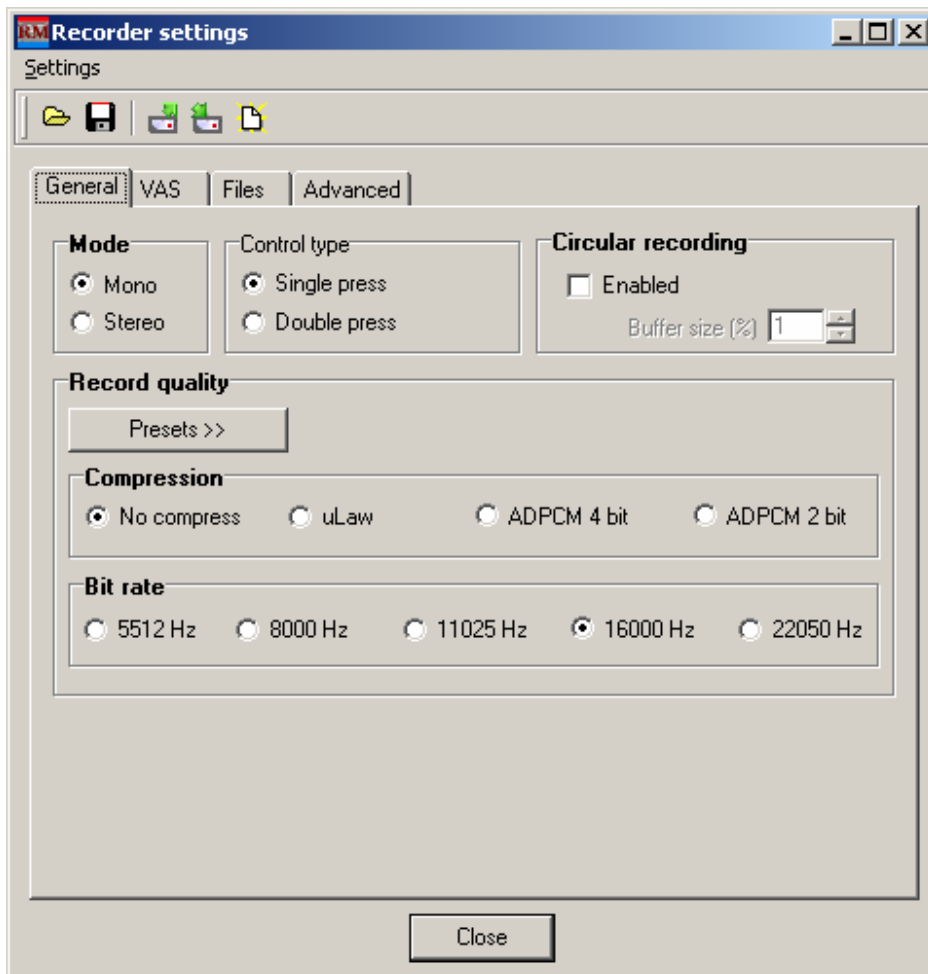 RM Recorder settings
Settings
General VAS Files Advanced
Mode Control type Circular recording
Mono Single press Enabled
Stereo Double press Buffer size (%) 1
Record quality
Presets >>
Compression
No compress uLaw ADPCM 4 bit ADPCM 2 bit
Bit rate
5512 Hz 8000 Hz 11025 Hz 16000 Hz 22050 Hz
Close